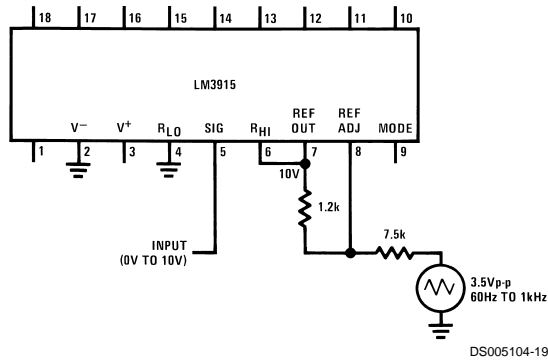 18 17 16 15 14 13 12 11 10
LM3915
REF REF
V− V+ RLO SIG RHI OUT ADJ MODE
1 2 3 4 5 6 7 8 9
10V
1.2k
INPUT
(0V TO 10V)
7.5k
3.5Vp-p
60Hz TO 1kHz
DS005104-19